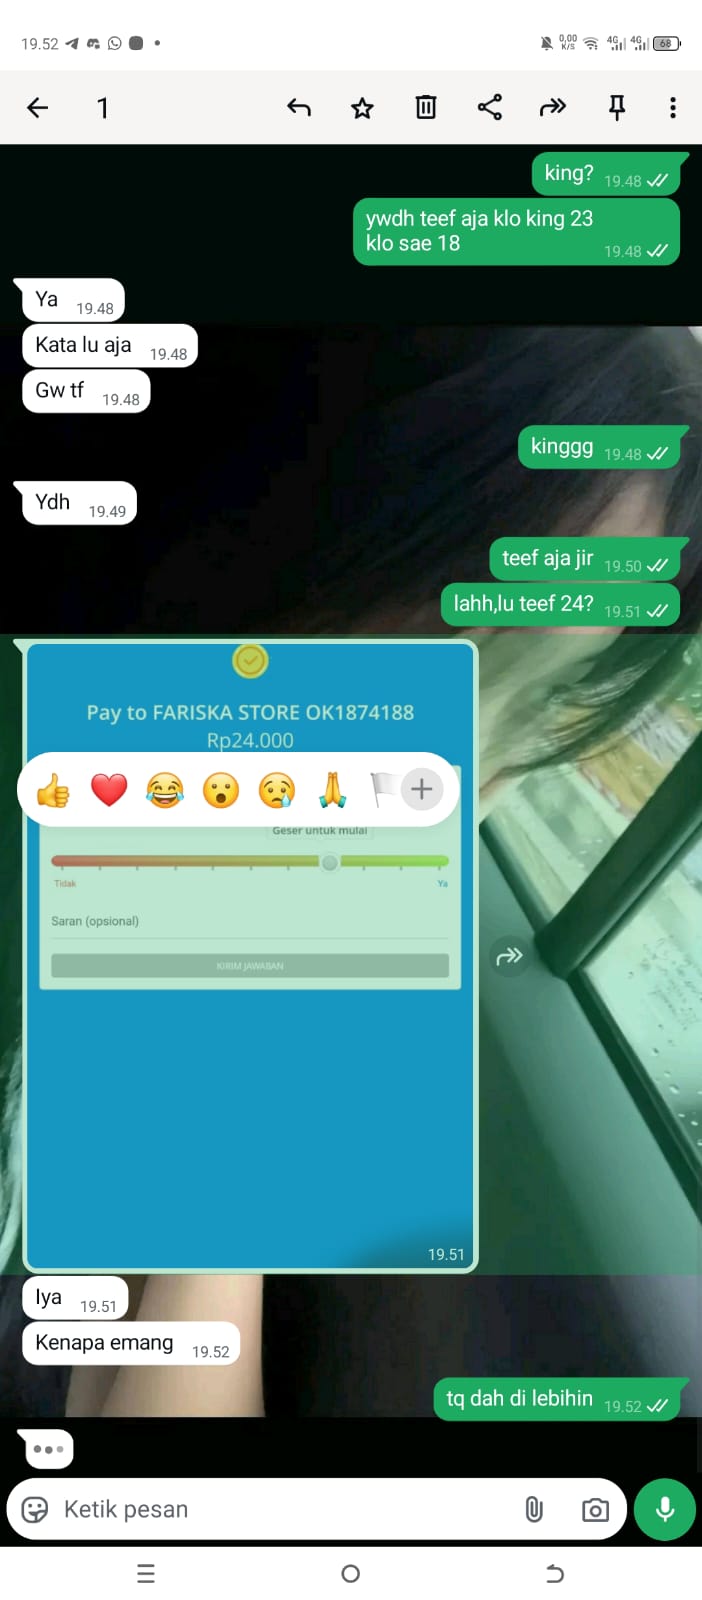 19.52
0,00
K/S
4G
4G
68
1
king? 19.48
ywdh teef aja klo king 23
klo sae 18
19.48
Ya 19.48
Kata lu aja 19.48
Gw tf 19.48
kinggg 19.48
Ydh 19.49
teef aja jir 19.50
lahh,lu teef 24? 19.51
Pay to FARISKA STORE OK1874188
Rp24.000
Geser untuk mulai
Tidak
Ya
Saran (opsional)
KIRIM JAWABAN
19.51
Iya 19.51
Kenapa emang 19.52
tq dah di lebihin 19.52
Ketik pesan